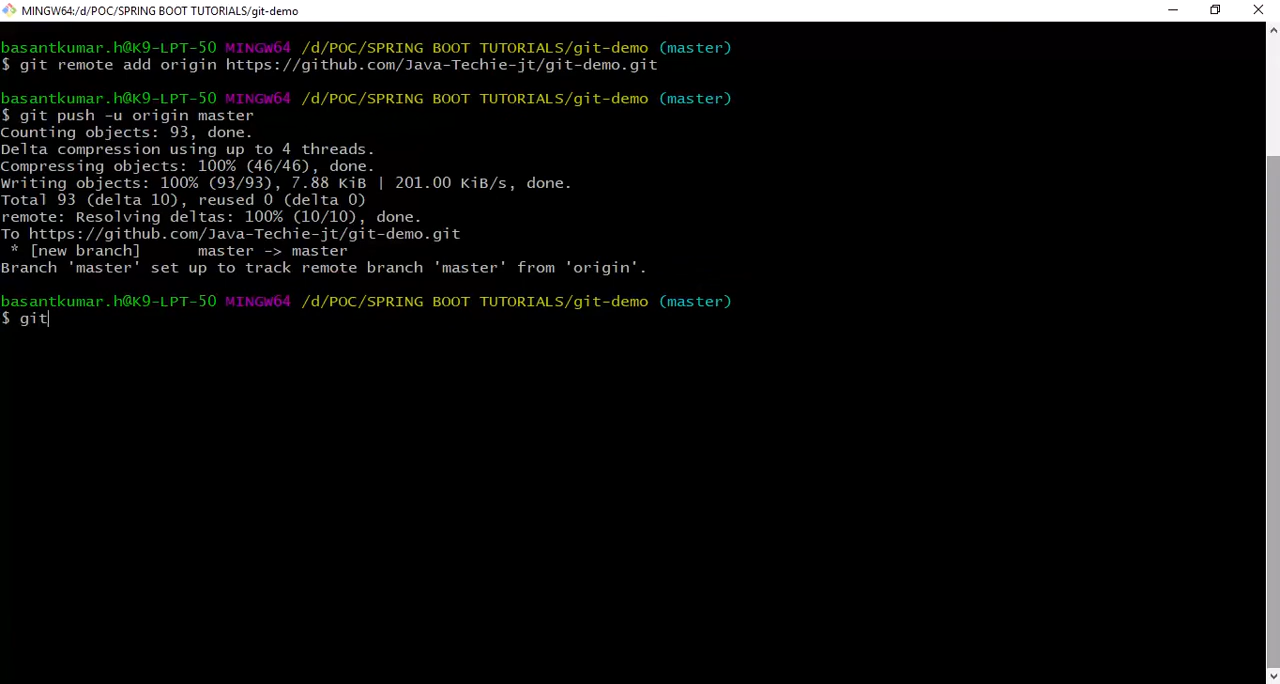 MINGW64:/d/POC/SPRING BOOT TUTORIALS/git-demo
basantkumar.h@K9-LPT-50 MINGW64 /d/POC/SPRING BOOT TUTORIALS/git-demo (master)
$ git remote add origin https://github.com/Java-Techie-jt/git-demo.git
basantkumar.h@K9-LPT-50 MINGW64 /d/POC/SPRING BOOT TUTORIALS/git-demo (master)
$ git push -u origin master
Counting objects: 93, done.
Delta compression using up to 4 threads.
Compressing objects: 100% (46/46), done.
Writing objects: 100% (93/93), 7.88 KiB | 201.00 KiB/s, done.
Total 93 (delta 10), reused 0 (delta 0)
remote: Resolving deltas: 100% (10/10), done.
To https://github.com/Java-Techie-jt/git-demo.git
 * [new branch]      master -> master
Branch 'master' set up to track remote branch 'master' from 'origin'.
basantkumar.h@K9-LPT-50 MINGW64 /d/POC/SPRING BOOT TUTORIALS/git-demo (master)
$ git